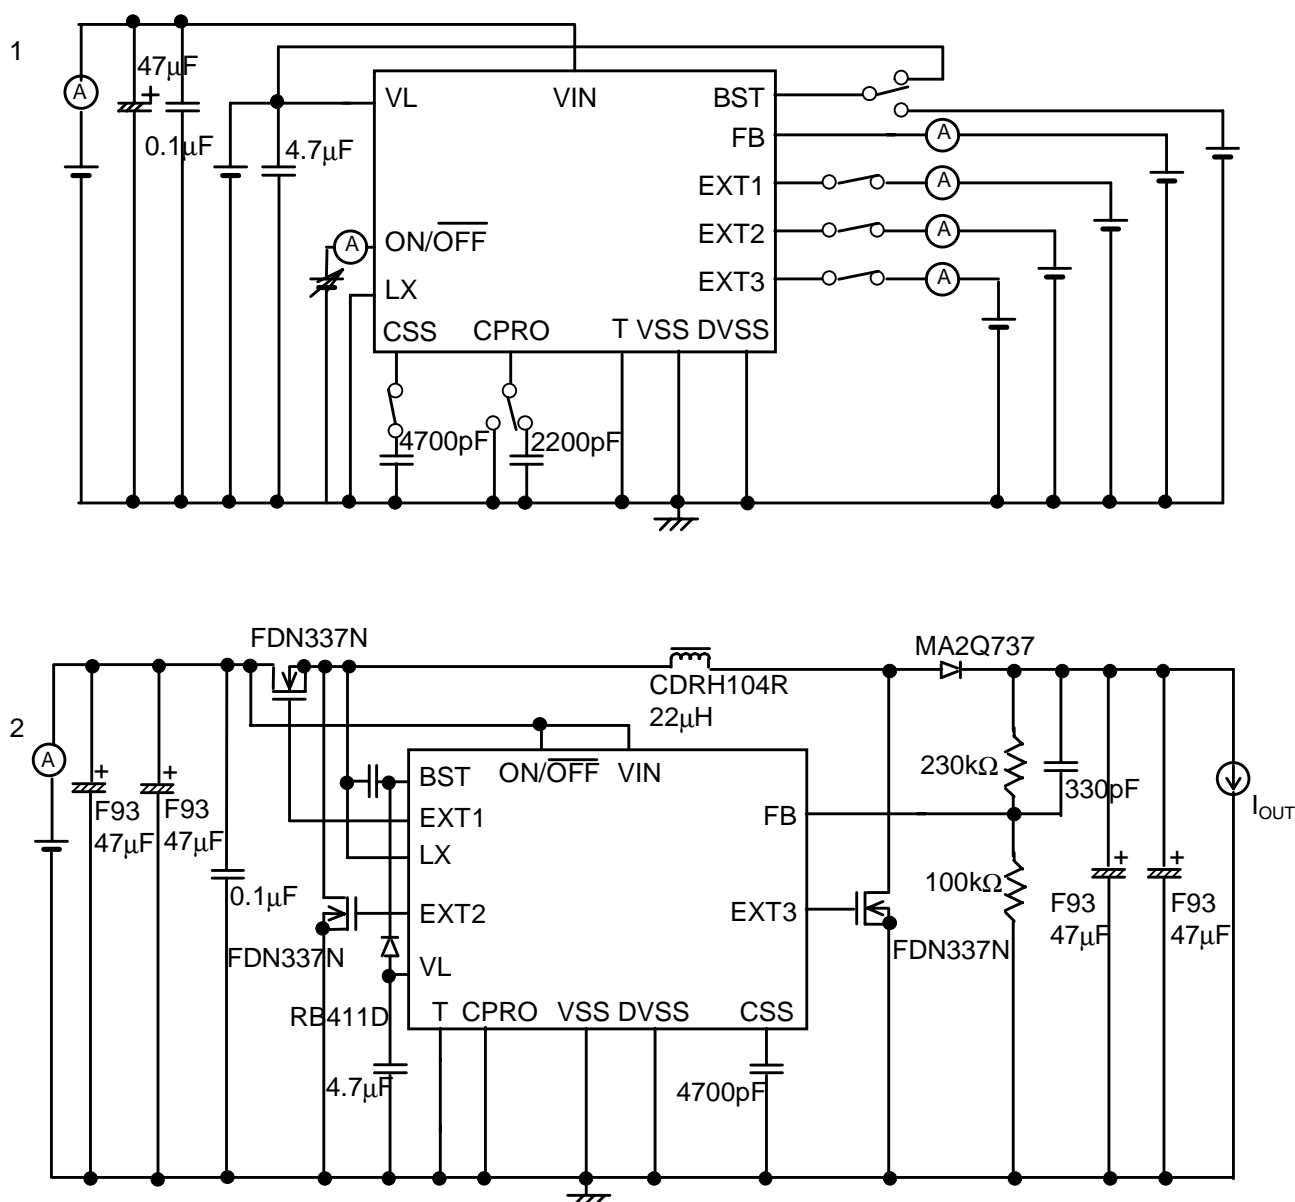 1
A
47μF
+
0.1μF
4.7μF
VL
VIN
BST
FB
A
EXT1
A
EXT2
A
EXT3
A
A
ON/OFF
LX
CSS
CPRO
T
VSS
DVSS
4700pF
2200pF
2
A
FDN337N
CDRH104R
22μH
MA2Q737
+
F93
47μF
+
F93
47μF
0.1μF
BST
ON/OFF
VIN
EXT1
LX
EXT2
VL
FDN337N
RB411D
4.7μF
T
CPRO
VSS
DVSS
CSS
4700pF
FB
EXT3
FDN337N
230kΩ
330pF
100kΩ
+
F93
47μF
+
F93
47μF
IOUT